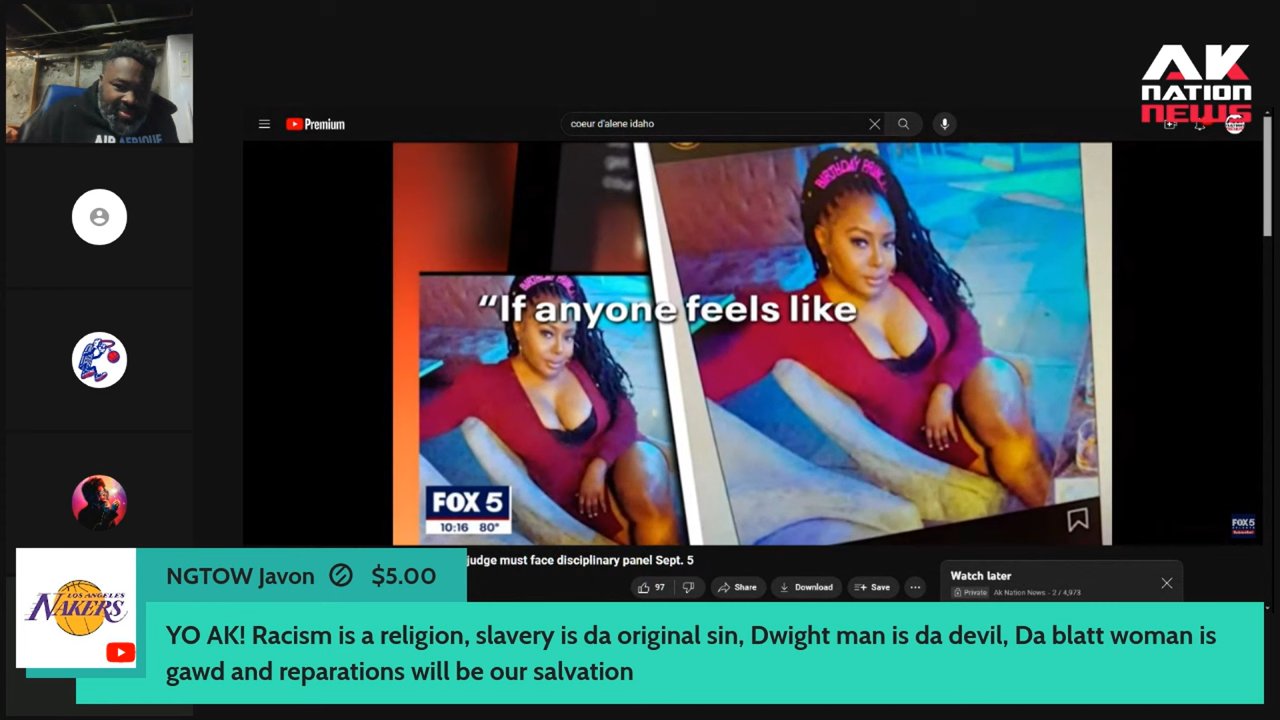 AIR AFRIQUE
AK
NATION
NEWS
Premium
coeur d'alene idaho
BIRTHDAY
BIRTHDAY
“If anyone feels like
FOX 5
10:16 80°
FOX 5
judge must face disciplinary panel Sept. 5
97
Share
Download
Save
Watch later
Private Ak Nation News - 2 / 4,973
LOS ANGELES
NAKERS
NGTOW Javon $5.00
YO AK! Racism is a religion, slavery is da original sin, Dwight man is da devil, Da blatt woman is
gawd and reparations will be our salvation